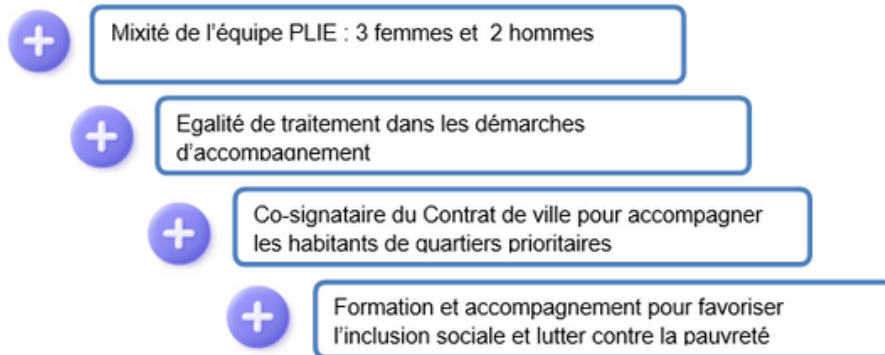 Mixité de l'équipe PLIE : 3 femmes et 2 hommes
Egalité de traitement dans les démarches
d'accompagnement
Co-signataire du Contrat de ville pour accompagner
les habitants de quartiers prioritaires
Formation et accompagnement pour favoriser
l'inclusion sociale et lutter contre la pauvreté